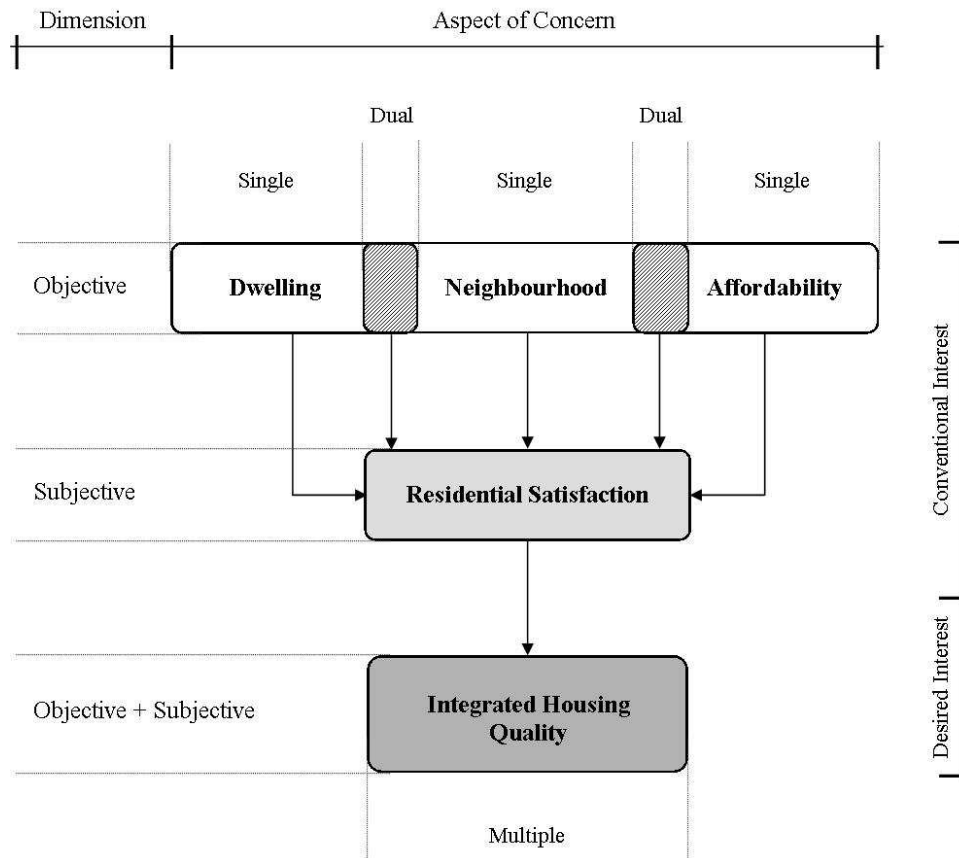 Dimension
Aspect of Concern
Dual
Dual
Single
Single
Single
Objective
Dwelling
Neighbourhood
Affordability
Conventional Interest
Subjective
Residential Satisfaction
Desired Interest
Objective + Subjective
Integrated Housing
Quality
Multiple